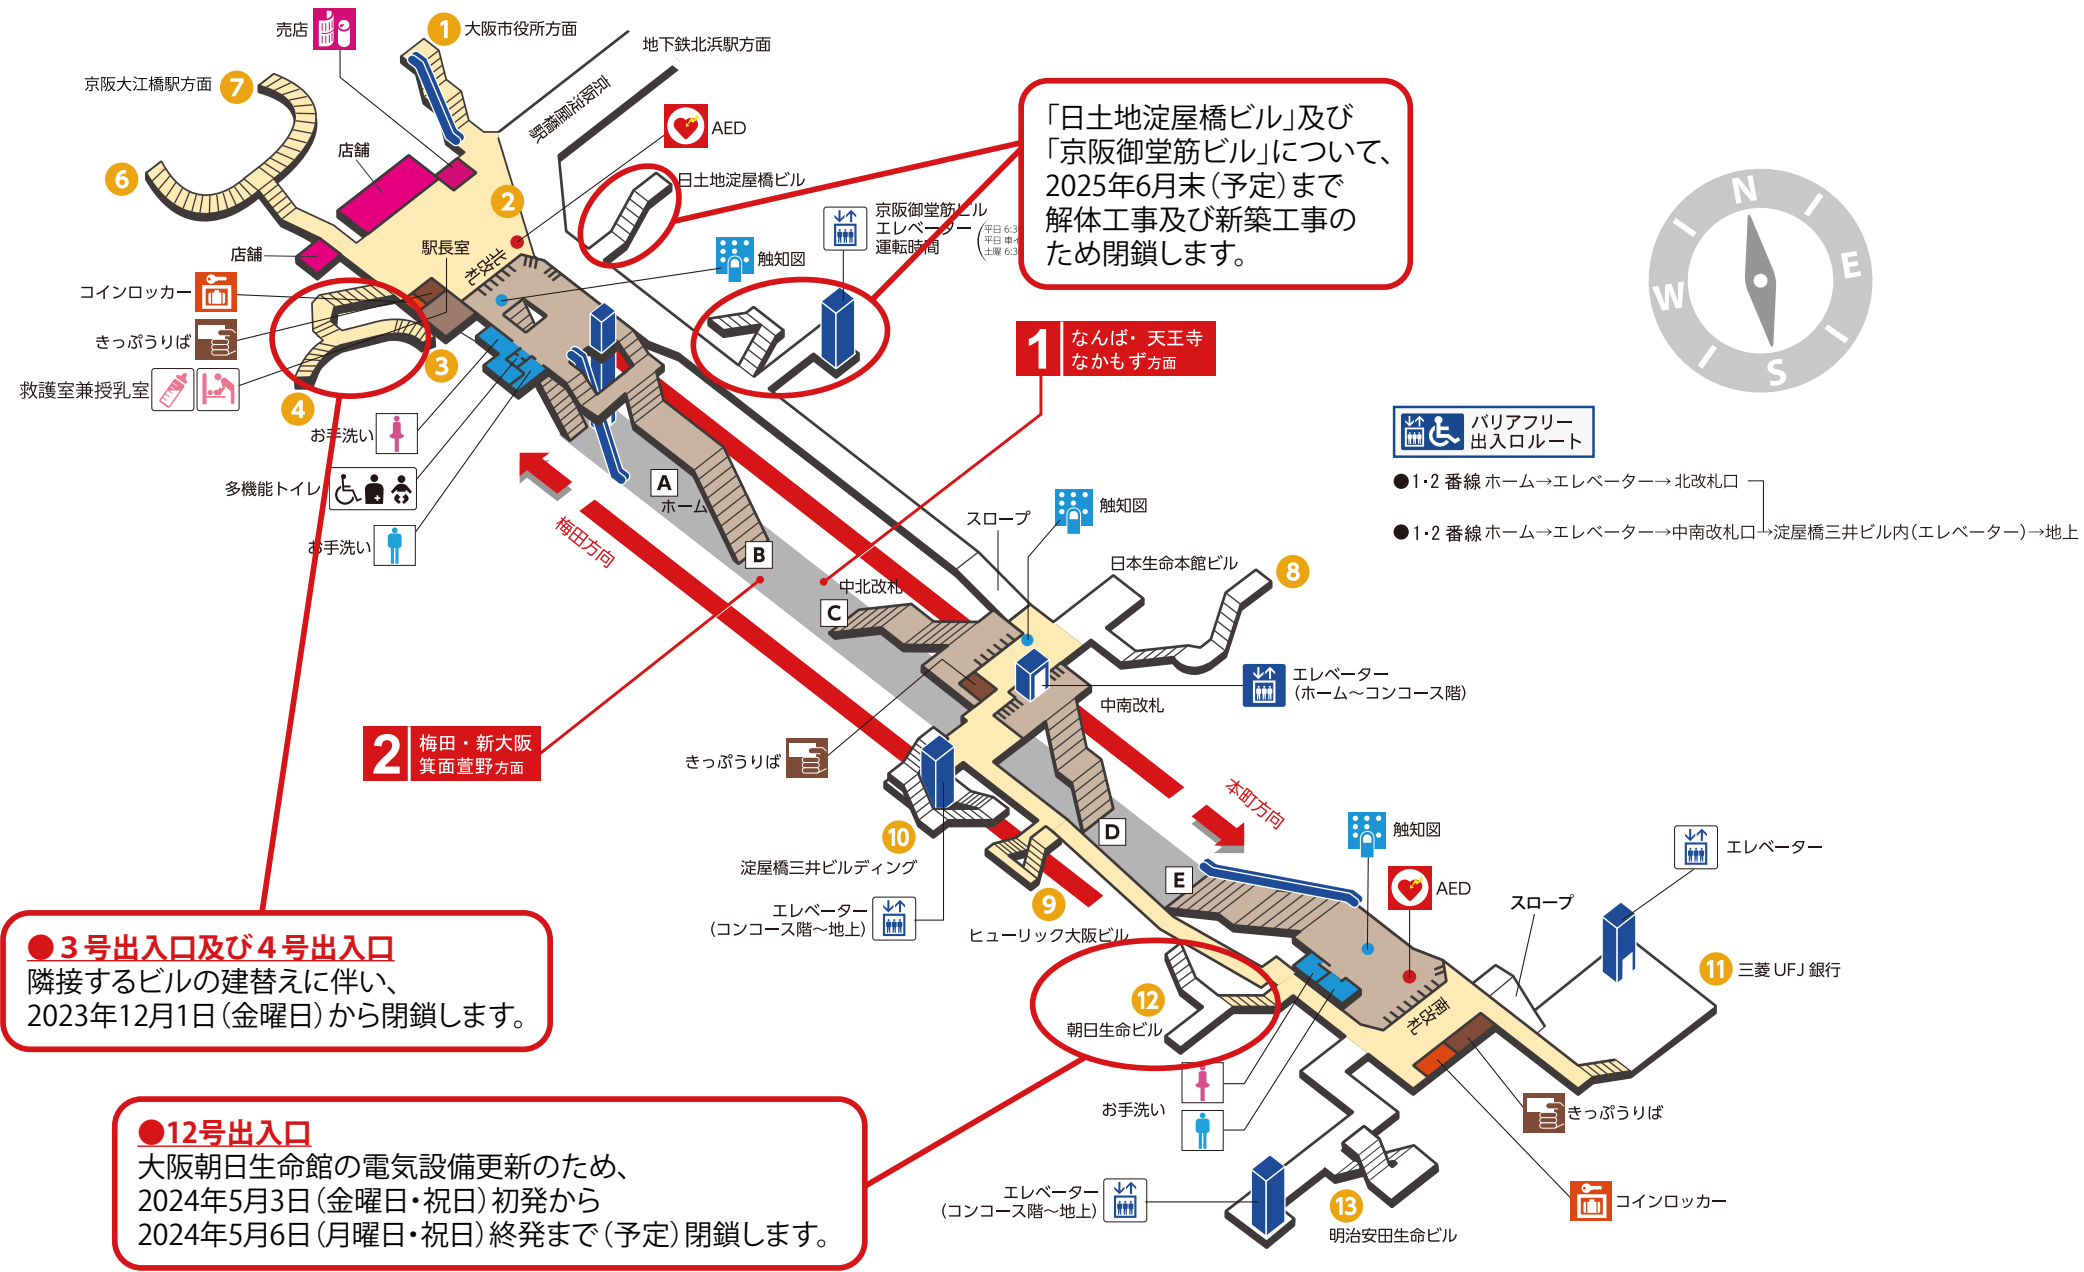 売店
1
大阪市役所方面
地下鉄北浜駅方面
京阪大江橋駅方面
7
京阪淀屋橋駅
AED
店舗
6
2
日土地淀屋橋ビル
「日土地淀屋橋ビル」及び
「京阪御堂筋ビル」について、
2025年6月末(予定)まで
解体工事及び新築工事の
ため閉鎖します。
京阪御堂筋ビル
エレベーター
運転時間
平日 6:3
平日 車イ
土曜 6:3
店舗
駅長室
北改札
触知図
コインロッカー
きっぷうりば
救護室兼授乳室
3
4
お手洗い
多機能トイレ
お手洗い
1
なんば・天王寺
なかもず方面
N
E
S
W
バリアフリー
出入口ルート
●1・2 番線 ホーム→エレベーター→北改札口
●1・2 番線 ホーム→エレベーター→中南改札口→淀屋橋三井ビル内(エレベーター)→地上
A
ホーム
梅田方向
B
中北改札
C
スロープ
触知図
日本生命本館ビル
8
エレベーター
(ホーム〜コンコース階)
中南改札
2
梅田・新大阪
箕面萱野方面
きっぷうりば
本町方向
10
淀屋橋三井ビルディング
エレベーター
(コンコース階〜地上)
9
ヒューリック大阪ビル
D
E
触知図
AED
エレベーター
スロープ
11
三菱 UFJ 銀行
●3号出入口及び4号出入口
隣接するビルの建替えに伴い、
2023年12月1日(金曜日)から閉鎖します。
12
朝日生命ビル
南改札
お手洗い
きっぷうりば
コインロッカー
●12号出入口
大阪朝日生命館の電気設備更新のため、
2024年5月3日(金曜日・祝日)初発から
2024年5月6日(月曜日・祝日)終発まで(予定)閉鎖します。
エレベーター
(コンコース階〜地上)
13
明治安田生命ビル